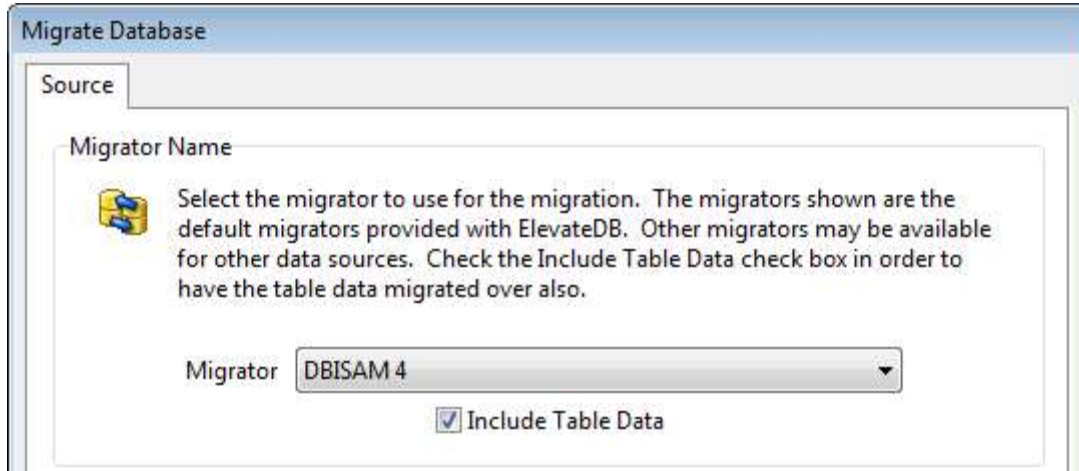 Migrate Database
Source
Migrator Name
Select the migrator to use for the migration.  The migrators shown are the
default migrators provided with ElevateDB.  Other migrators may be available
for other data sources.  Check the Include Table Data check box in order to
have the table data migrated over also.
Migrator DBISAM 4
Include Table Data